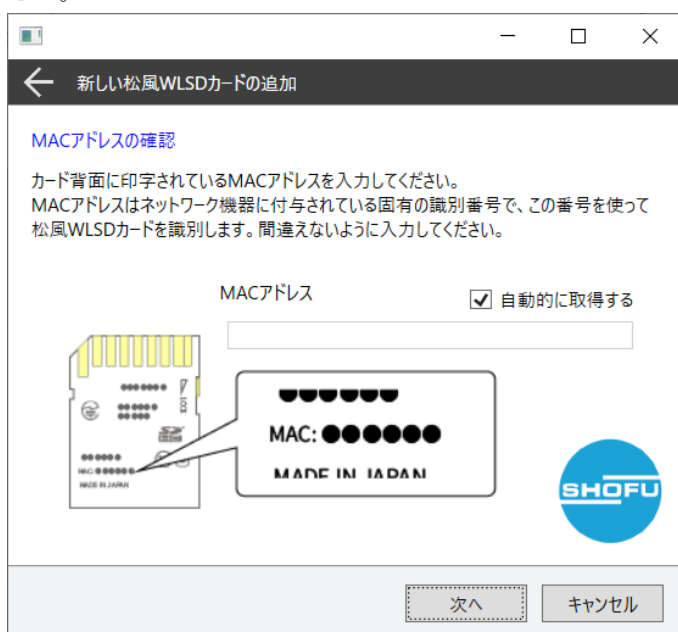 新しい松風WLSDカードの追加
MACアドレスの確認
カード背面に印字されているMACアドレスを入力してください。
MACアドレスはネットワーク機器に付与されている固有の識別番号で、この番号を使って
松風WLSDカードを識別します。間違えないように入力してください。
MACアドレス
自動的に取得する
LOCK
MAC:
MADE IN JAPAN
MAC:●●●●●●
MADE IN JAPAN
SHOFU
次へ
キャンセル